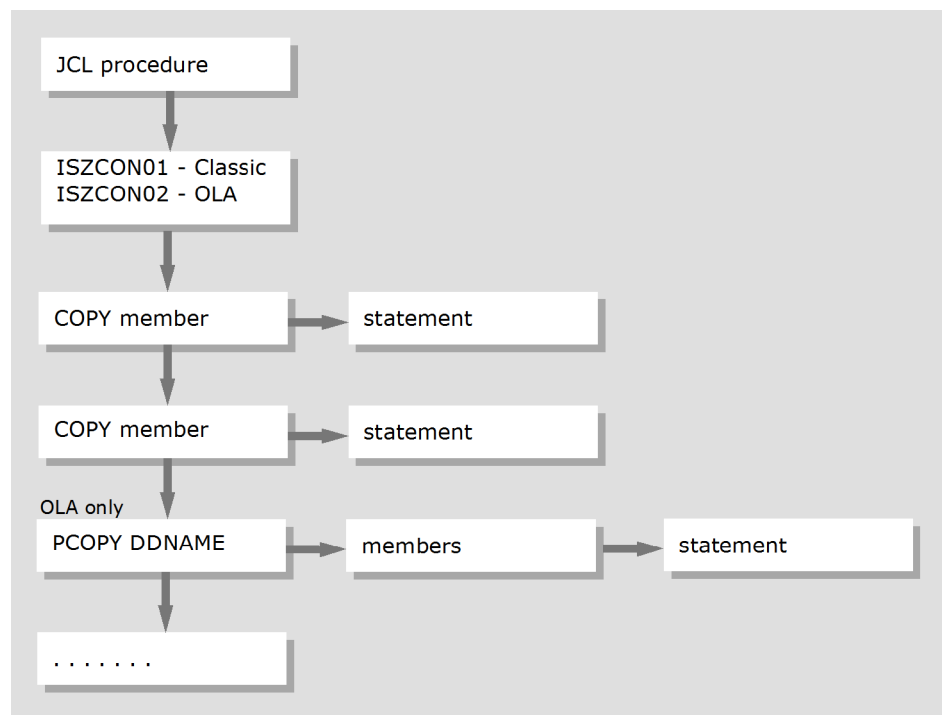 JCL procedure
ISZCON01 - Classic
ISZCON02 - OLA
COPY member
statement
COPY member
statement
OLA only
PCOPY DDNAME
members
statement
. . . . . . .